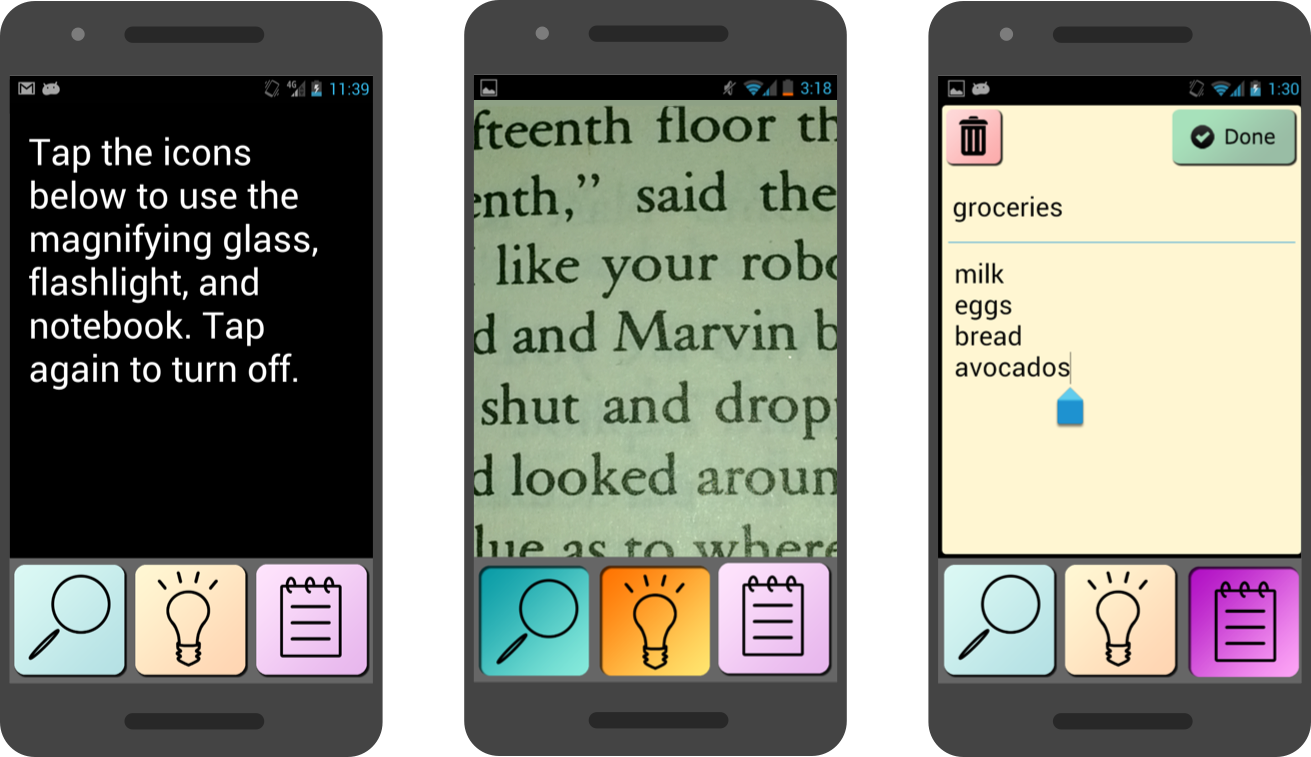 11:39
Tap the icons
below to use the
magnifying glass,
flashlight, and
notebook. Tap
again to turn off.
3:18
fteenth floor th
enth,” said the
like your robo
d and Marvin b
shut and drop
d looked aroun
lue as to where
1:30
Done
groceries
milk
eggs
bread
avocados